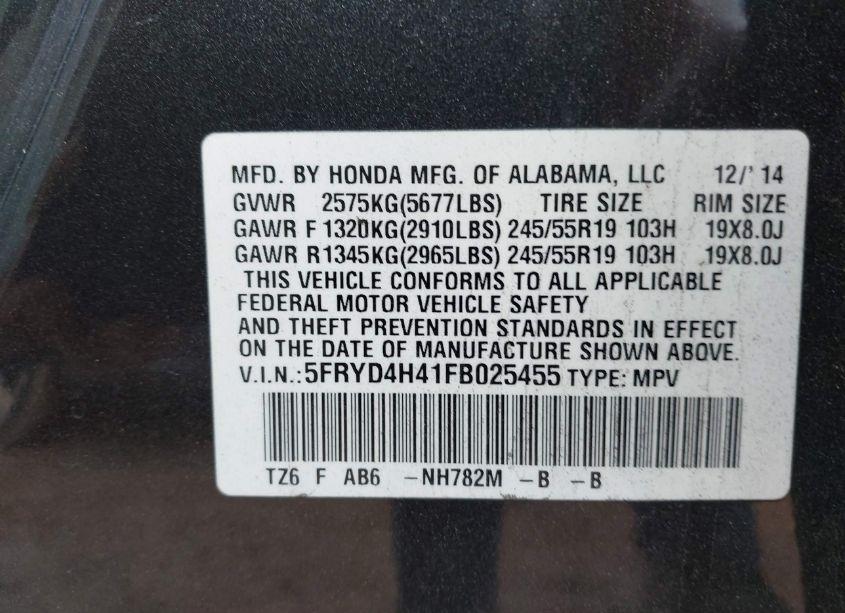 MFD. BY HONDA MFG. OF ALABAMA, LLC 12/' 14
GVWR 2575KG(5677LBS) TIRE SIZE RIM SIZE
GAWR F 1320KG(2910LBS) 245/55R19 103H 19X8.0J
GAWR R1345KG(2965LBS) 245/55R19 103H 19X8.0J
THIS VEHICLE CONFORMS TO ALL APPLICABLE
FEDERAL MOTOR VEHICLE SAFETY
AND THEFT PREVENTION STANDARDS IN EFFECT
ON THE DATE OF MANUFACTURE SHOWN ABOVE.
V.I.N.:5FRYD4H41FB025455 TYPE: MPV
TZ6 F AB6 -NH782M -B -B